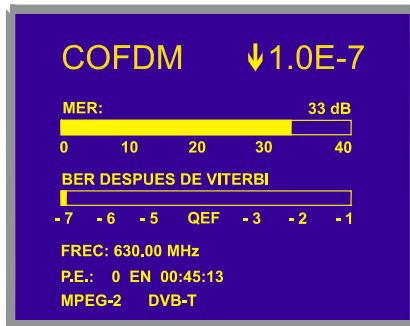 COFDM ↓1.0E-7
MER: 33 dB
0 10 20 30 40
BER DESPUES DE VITERBI
- 7 - 6 - 5 QEF - 3 - 2 - 1
FREC: 630.00 MHz
P.E.: 0 EN 00:45:13
MPEG-2 DVB-T